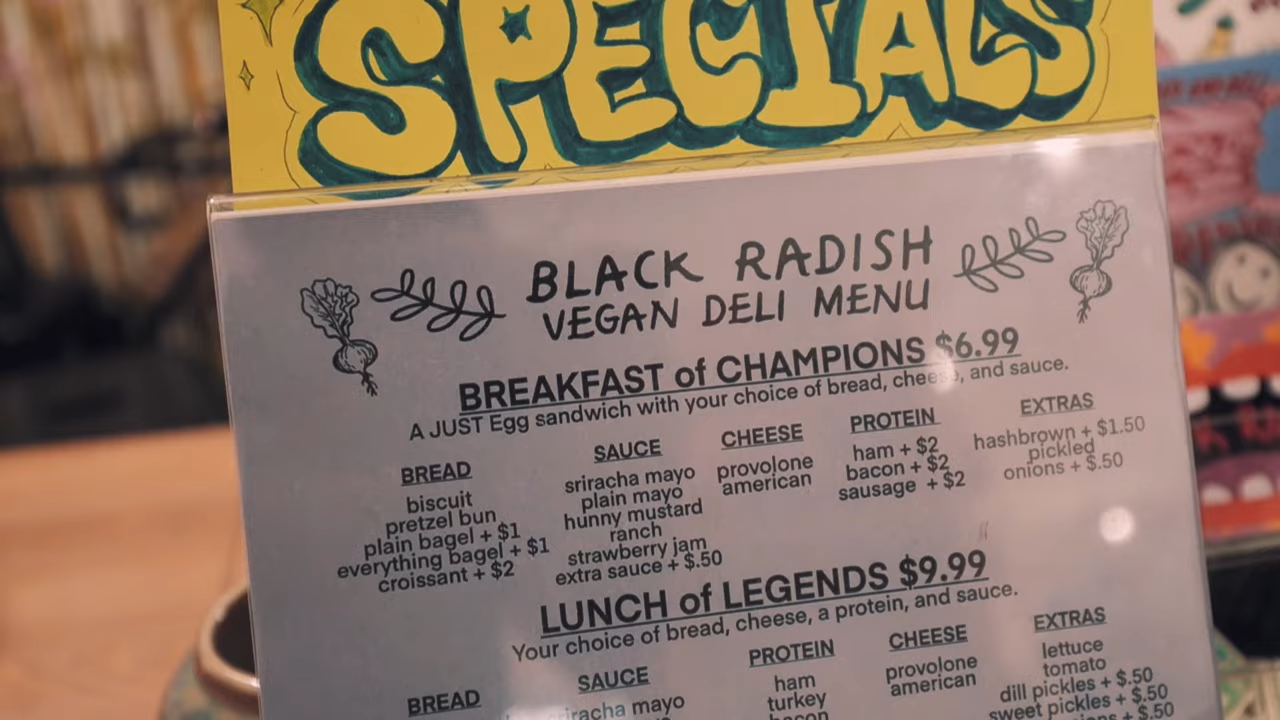 SPECIALS
BLACK RADISH
VEGAN DELI MENU
BREAKFAST of CHAMPIONS $6.99
A JUST Egg sandwich with your choice of bread, cheese, and sauce.
BREAD
biscuit
pretzel bun
plain bagel + $1
everything bagel + $1
croissant + $2
SAUCE
sriracha mayo
plain mayo
hunny mustard
ranch
strawberry jam
extra sauce + $.50
CHEESE
provolone
american
PROTEIN
ham + $2
bacon + $2
sausage + $2
EXTRAS
hashbrown + $1.50
pickled
onions + $.50
LUNCH of LEGENDS $9.99
Your choice of bread, cheese, a protein, and sauce.
BREAD
SAUCE
sriracha mayo
PROTEIN
ham
turkey
bacon
CHEESE
provolone
american
EXTRAS
lettuce
tomato
dill pickles + $.50
sweet pickles + $.50
+ $.50